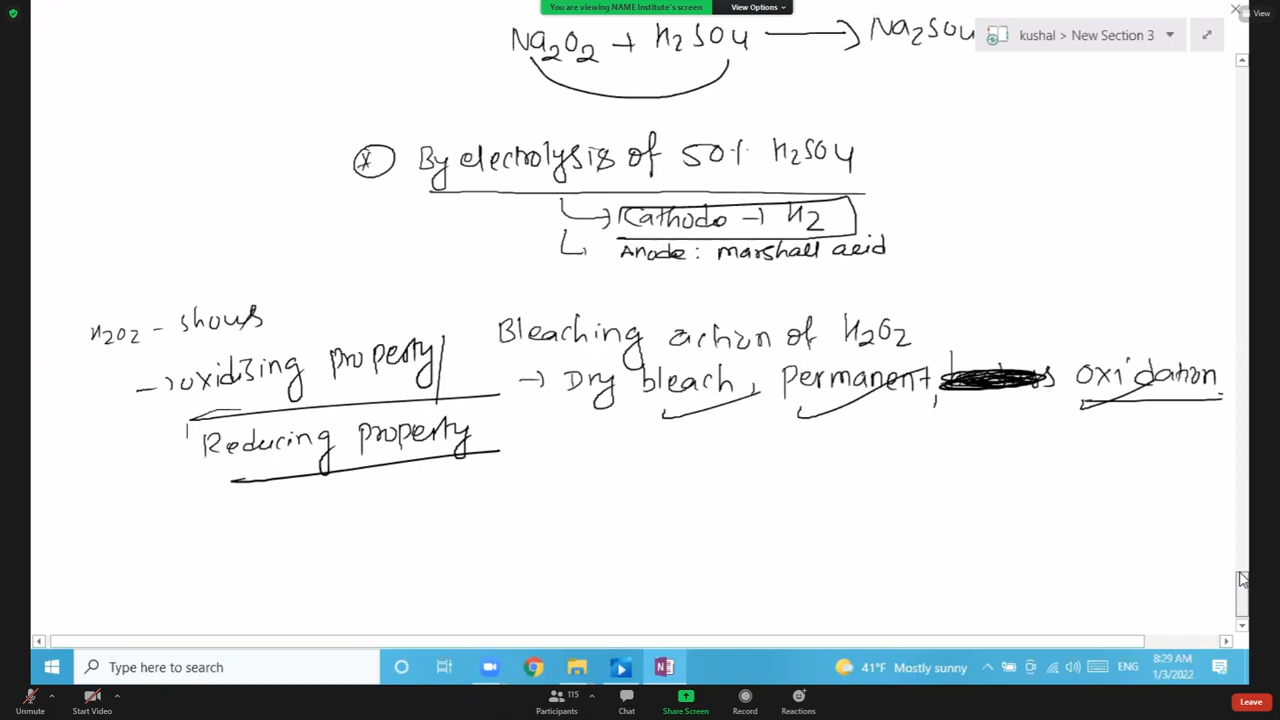 You are viewing NAME Institute's screen View Options
View
Na2O2 + H2SO4 → Na2SO4
kushal > New Section 3
By electrolysis of 50% H2SO4
Cathode → H2
Anode: marshall acid
H2O2 - shows
→ oxidising property
Reducing property
Bleaching action of H2O2
→ Dry bleach, permanent, oxidation
Type here to search
41°F Mostly sunny
ENG
8:29 AM
1/3/2022
Unmute
Start Video
Participants 115
Chat
Share Screen
Record
Reactions
Leave